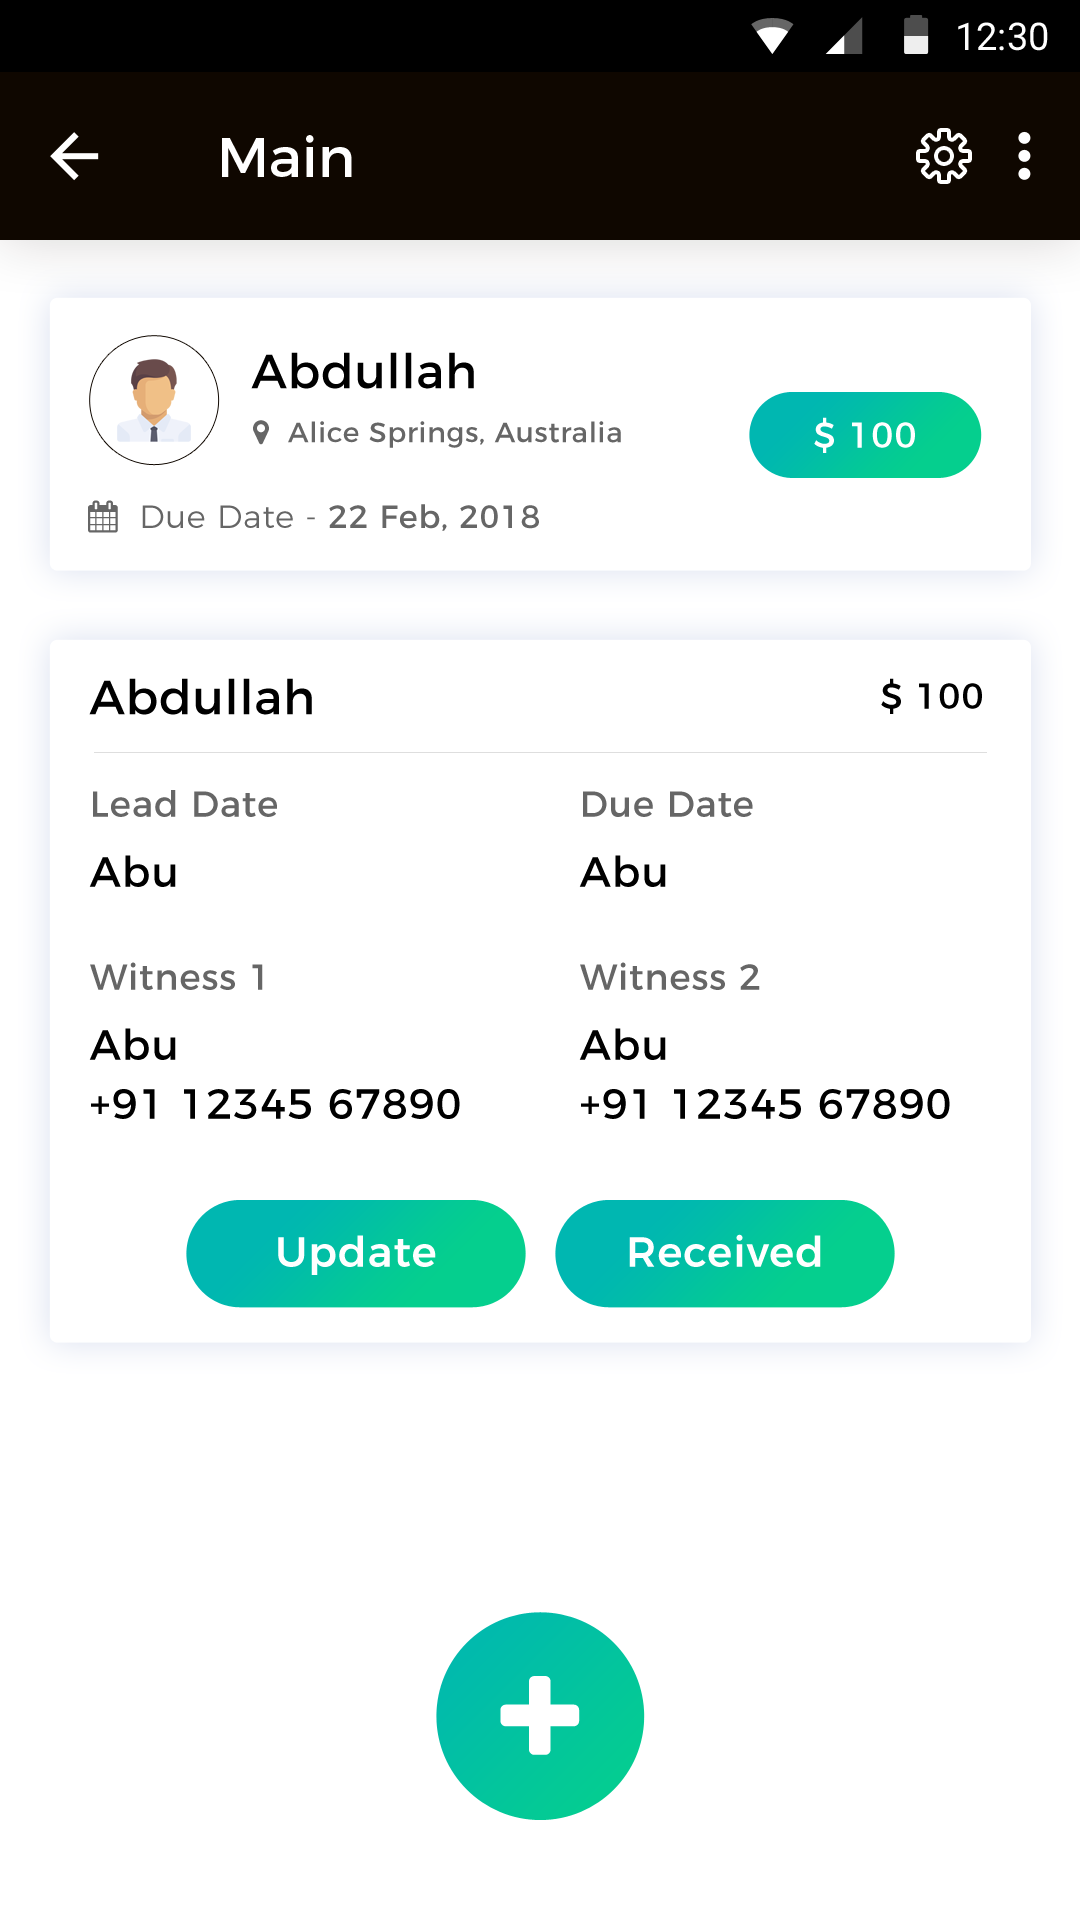 12:30
Main
Abdullah
Alice Springs, Australia
$ 100
Due Date - 22 Feb, 2018
Abdullah $ 100
Lead Date Due Date
Abu Abu
Witness 1 Witness 2
Abu Abu
+91 12345 67890 +91 12345 67890
Update Received